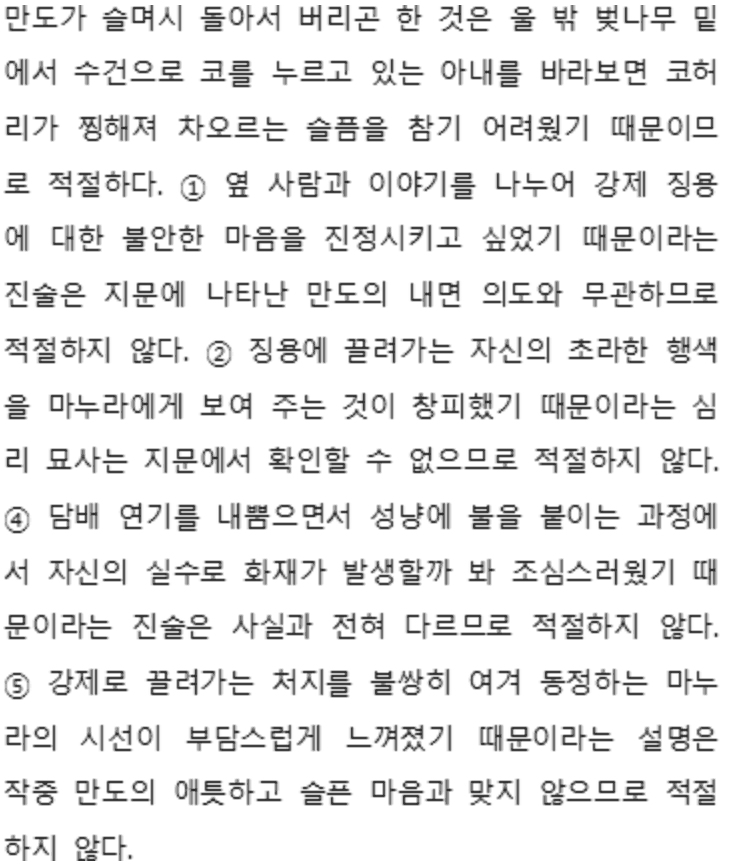 만도가 슬며시 돌아서 버리곤 한 것은 울 밖 벚나무 밑
에서 수건으로 코를 누르고 있는 아내를 바라보면 코허
리가 찡해져 차오르는 슬픔을 참기 어려웠기 때문이므
로 적절하다. ① 옆 사람과 이야기를 나누어 강제 징용
에 대한 불안한 마음을 진정시키고 싶었기 때문이라는
진술은 지문에 나타난 만도의 내면 의도와 무관하므로
적절하지 않다. ② 징용에 끌려가는 자신의 초라한 행색
을 마누라에게 보여 주는 것이 창피했기 때문이라는 심
리 묘사는 지문에서 확인할 수 없으므로 적절하지 않다.
④ 담배 연기를 내뿜으면서 성냥에 불을 붙이는 과정에
서 자신의 실수로 화재가 발생할까 봐 조심스러웠기 때
문이라는 진술은 사실과 전혀 다르므로 적절하지 않다.
⑤ 강제로 끌려가는 처지를 불쌍히 여겨 동정하는 마누
라의 시선이 부담스럽게 느껴졌기 때문이라는 설명은
작중 만도의 애틋하고 슬픈 마음과 맞지 않으므로 적절
하지 않다.